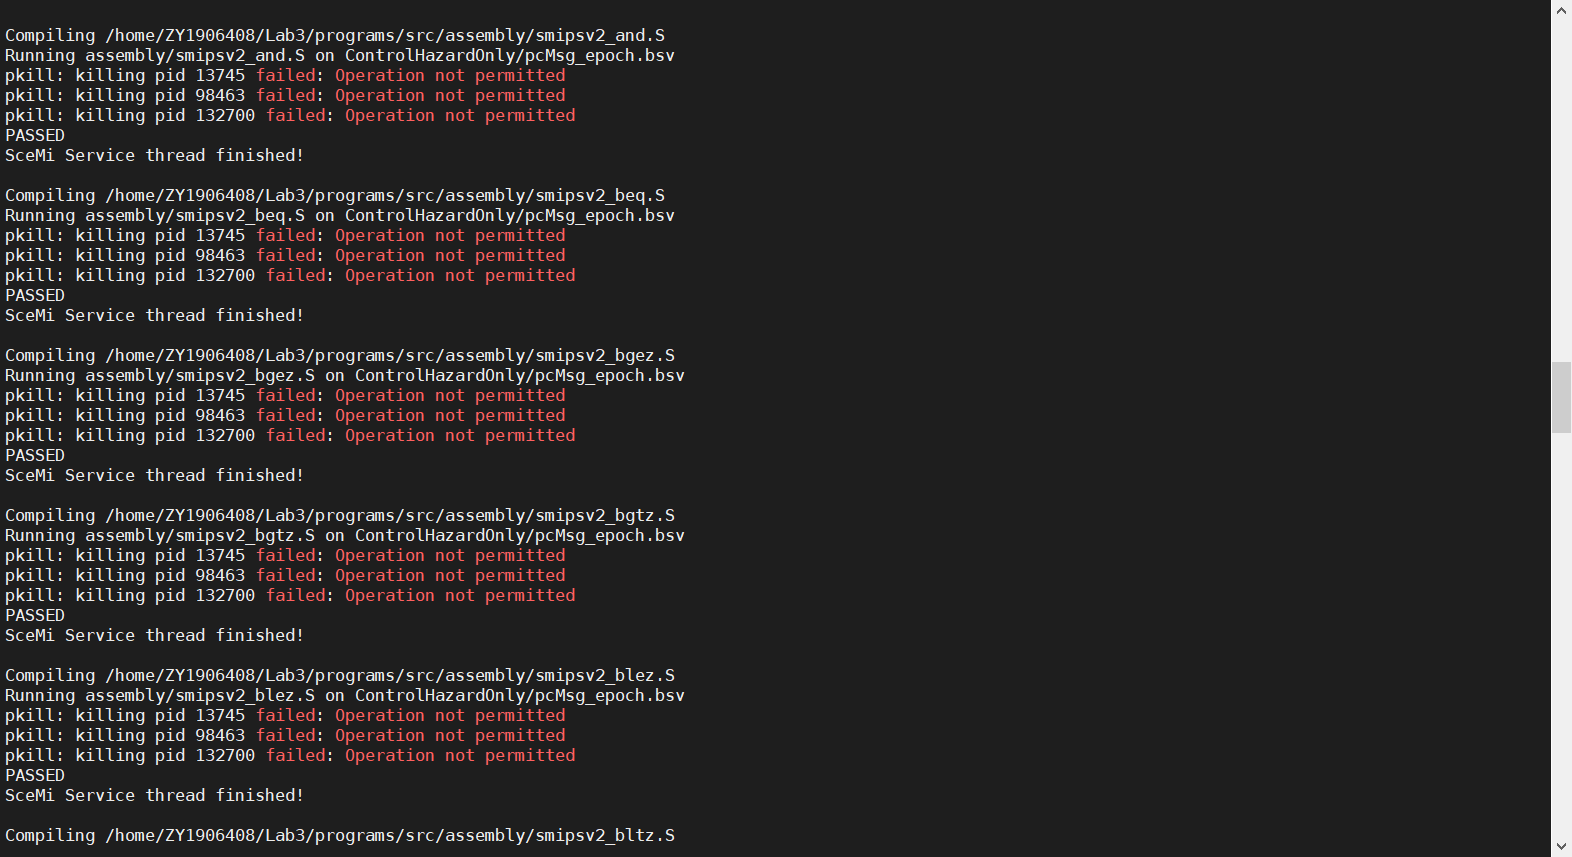 Compiling /home/ZY1906408/Lab3/programs/src/assembly/smipsv2_and.S
Running assembly/smipsv2_and.S on ControlHazardOnly/pcMsg_epoch.bsv
pkill: killing pid 13745 failed: Operation not permitted
pkill: killing pid 98463 failed: Operation not permitted
pkill: killing pid 132700 failed: Operation not permitted
PASSED
SceMi Service thread finished!
Compiling /home/ZY1906408/Lab3/programs/src/assembly/smipsv2_beq.S
Running assembly/smipsv2_beq.S on ControlHazardOnly/pcMsg_epoch.bsv
pkill: killing pid 13745 failed: Operation not permitted
pkill: killing pid 98463 failed: Operation not permitted
pkill: killing pid 132700 failed: Operation not permitted
PASSED
SceMi Service thread finished!
Compiling /home/ZY1906408/Lab3/programs/src/assembly/smipsv2_bgez.S
Running assembly/smipsv2_bgez.S on ControlHazardOnly/pcMsg_epoch.bsv
pkill: killing pid 13745 failed: Operation not permitted
pkill: killing pid 98463 failed: Operation not permitted
pkill: killing pid 132700 failed: Operation not permitted
PASSED
SceMi Service thread finished!
Compiling /home/ZY1906408/Lab3/programs/src/assembly/smipsv2_bgtz.S
Running assembly/smipsv2_bgtz.S on ControlHazardOnly/pcMsg_epoch.bsv
pkill: killing pid 13745 failed: Operation not permitted
pkill: killing pid 98463 failed: Operation not permitted
pkill: killing pid 132700 failed: Operation not permitted
PASSED
SceMi Service thread finished!
Compiling /home/ZY1906408/Lab3/programs/src/assembly/smipsv2_blez.S
Running assembly/smipsv2_blez.S on ControlHazardOnly/pcMsg_epoch.bsv
pkill: killing pid 13745 failed: Operation not permitted
pkill: killing pid 98463 failed: Operation not permitted
pkill: killing pid 132700 failed: Operation not permitted
PASSED
SceMi Service thread finished!
Compiling /home/ZY1906408/Lab3/programs/src/assembly/smipsv2_bltz.S